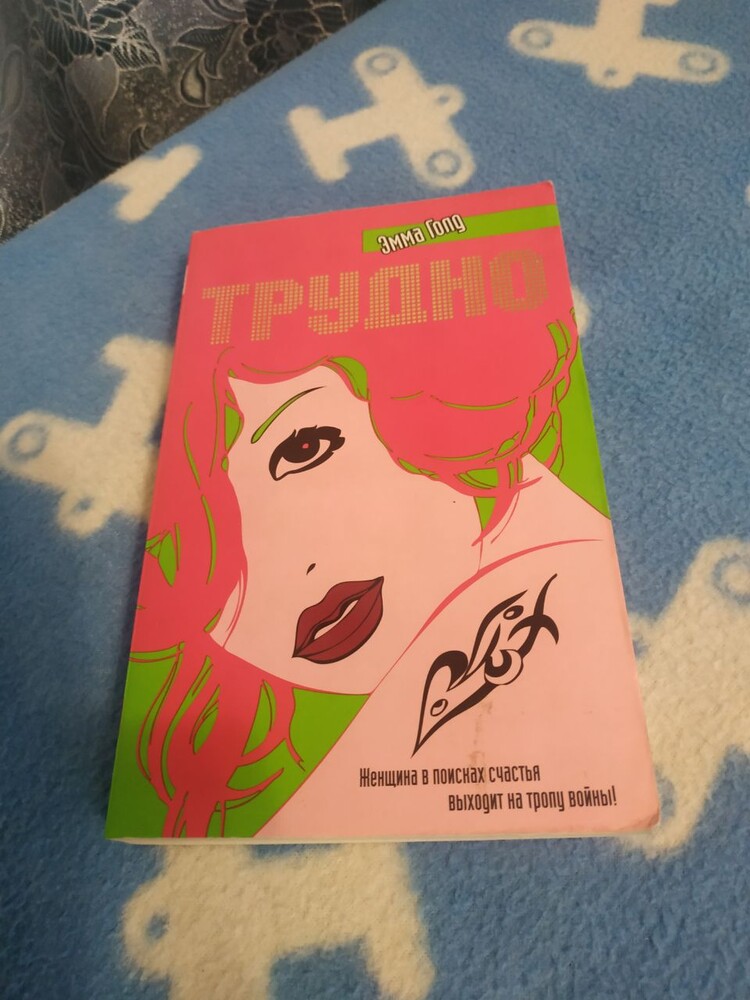 Эмма Голд
ТРУДНО
Женщина в поисках счастья
выходит на тропу войны!